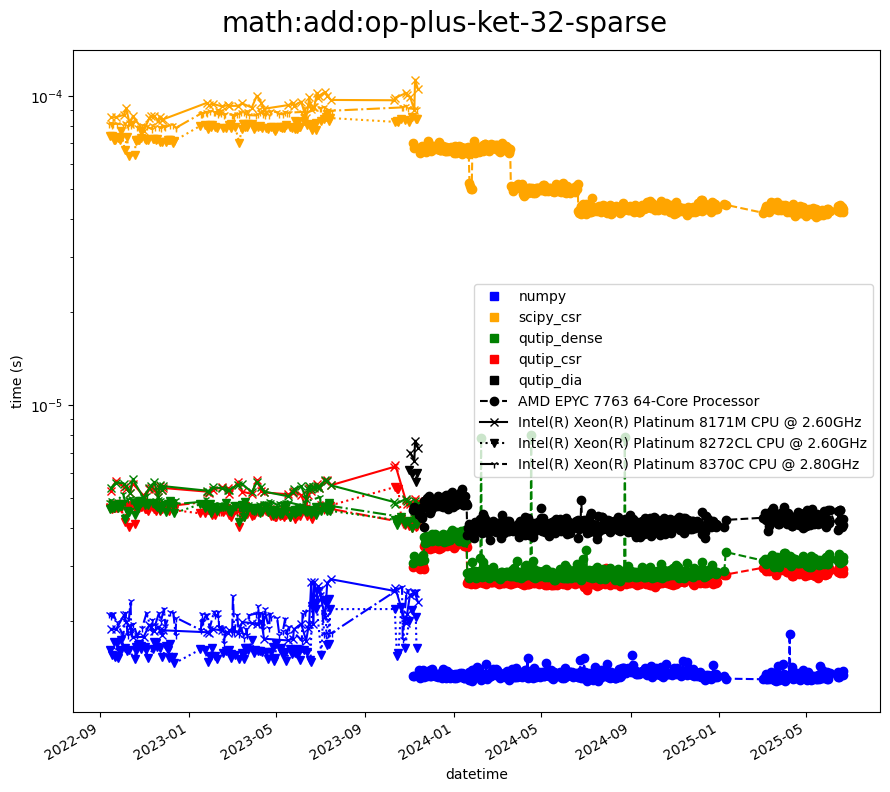 math:add:op-plus-ket-32-sparse
10⁻⁴
10⁻⁵
time (s)
numpy
scipy_csr
qutip_dense
qutip_csr
qutip_dia
AMD EPYC 7763 64-Core Processor
Intel(R) Xeon(R) Platinum 8171M CPU @ 2.60GHz
Intel(R) Xeon(R) Platinum 8272CL CPU @ 2.60GHz
Intel(R) Xeon(R) Platinum 8370C CPU @ 2.80GHz
2022-09
2023-01
2023-05
2023-09
2024-01
2024-05
2024-09
2025-01
2025-05
datetime